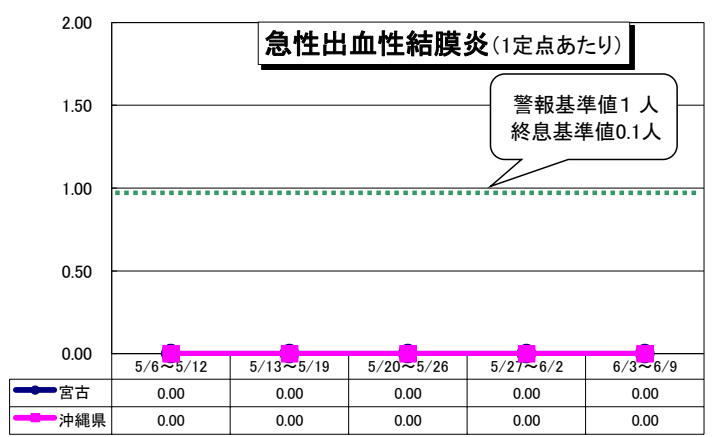 急性出血性結膜炎(1定点あたり)
2.00
1.50
1.00
0.50
0.00
警報基準値1 人
終息基準値0.1人
5/6～5/12 5/13～5/19 5/20～5/26 5/27～6/2 6/3～6/9
宮古 0.00 0.00 0.00 0.00 0.00
沖縄県 0.00 0.00 0.00 0.00 0.00